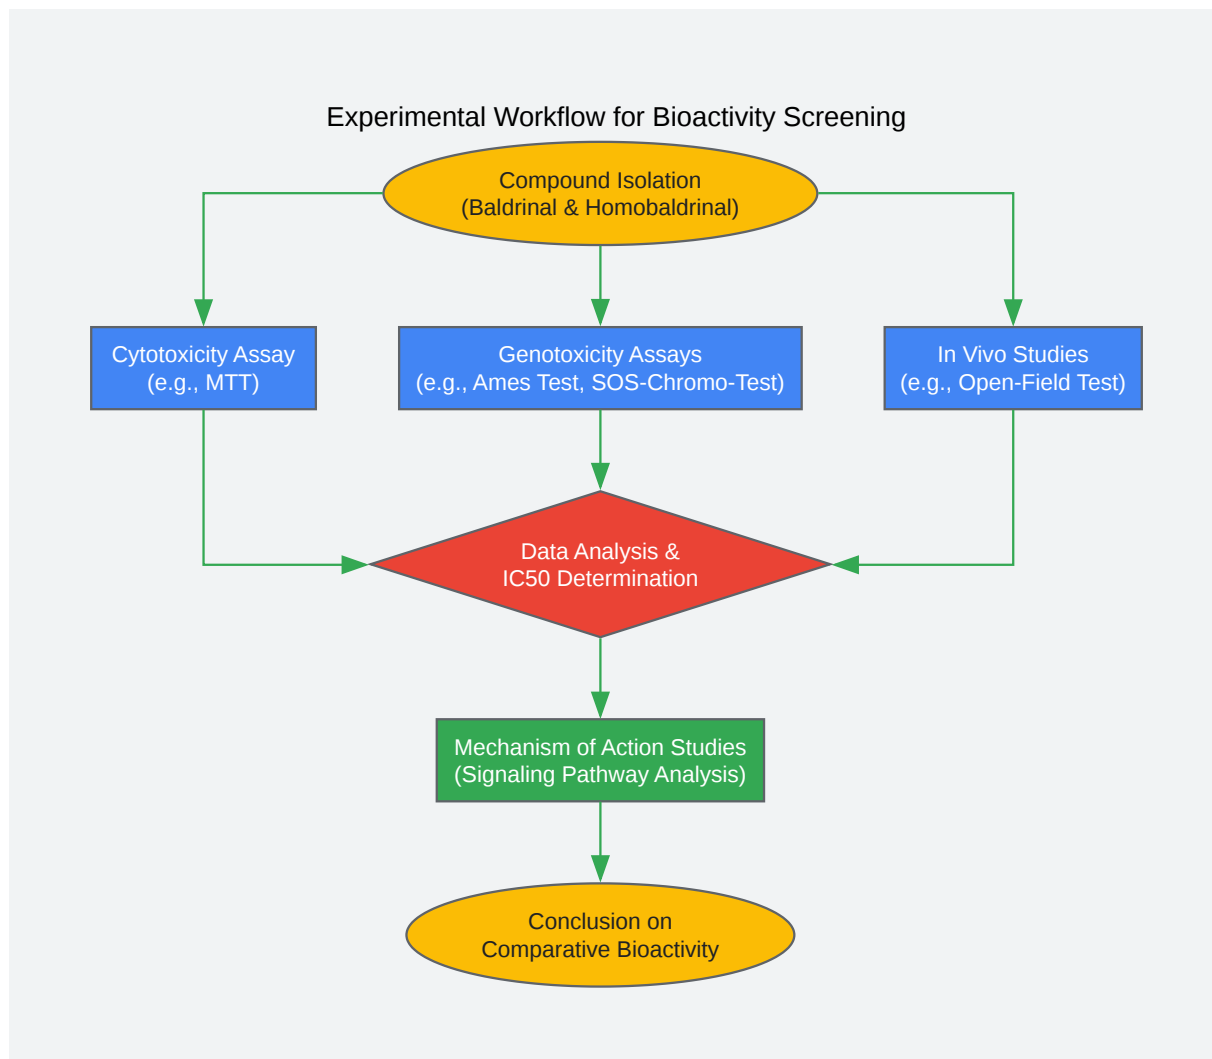 Experimental Workflow for Bioactivity Screening
Compound Isolation
(Baldrinal & Homobaldrinal)
Cytotoxicity Assay
(e.g., MTT)
Genotoxicity Assays
(e.g., Ames Test, SOS-Chromo-Test)
In Vivo Studies
(e.g., Open-Field Test)
Data Analysis &
IC50 Determination
Mechanism of Action Studies
(Signaling Pathway Analysis)
Conclusion on
Comparative Bioactivity